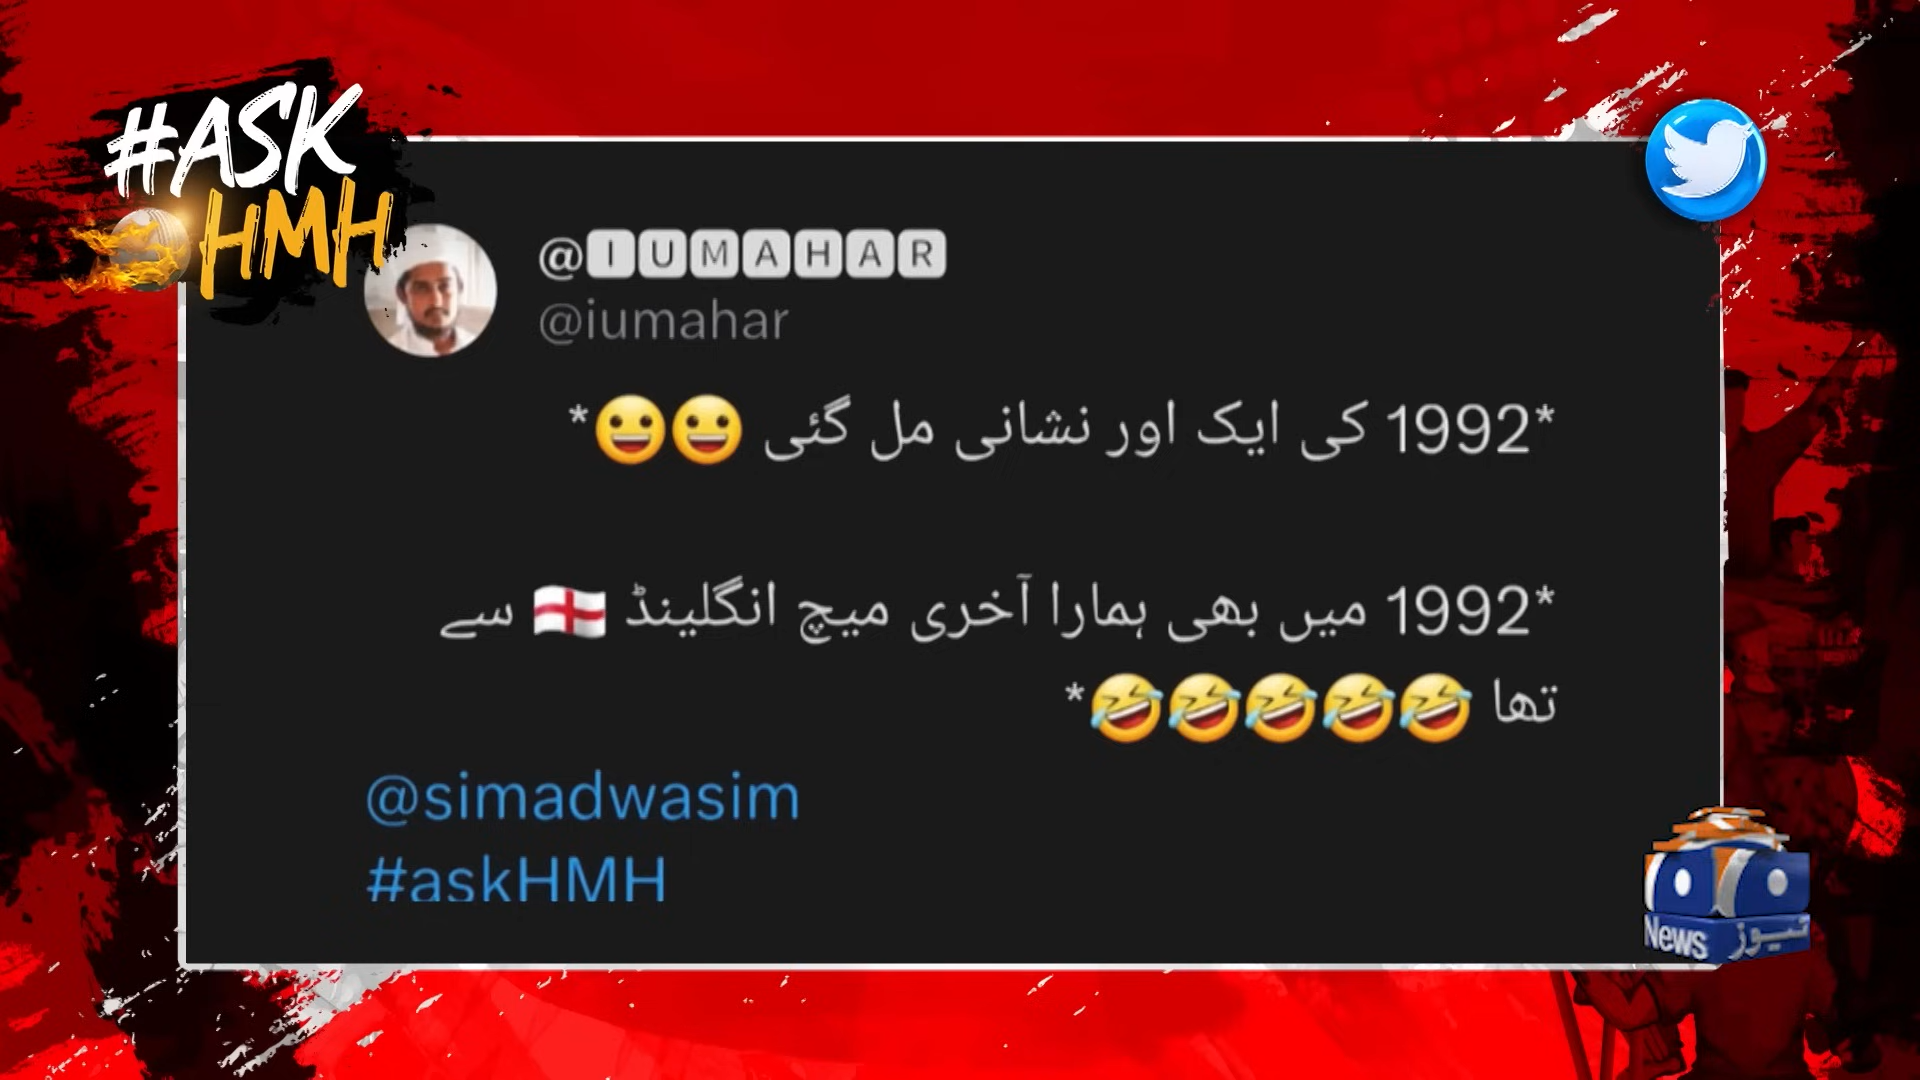 #ASK
HMH
@🅸🆄🅼🅰🅷🅰🆁
@iumahar
*1992 کی ایک اور نشانی مل گئی 😀😀*
*1992 میں بھی ہمارا آخری میچ انگلینڈ 🏴󠁧󠁢󠁥󠁮󠁧󠁿 سے
تھا 🤣🤣🤣🤣🤣*
@simadwasim
#askHMH
News نیوز